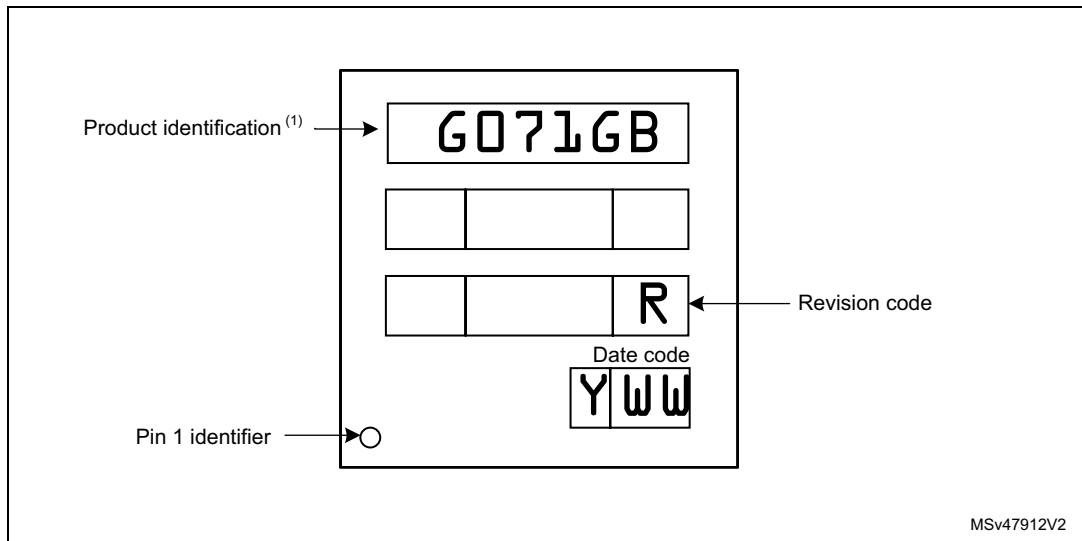 Product identification (1)
G071GB
R
Revision code
Date code
Y WW
Pin 1 identifier
MSv47912V2